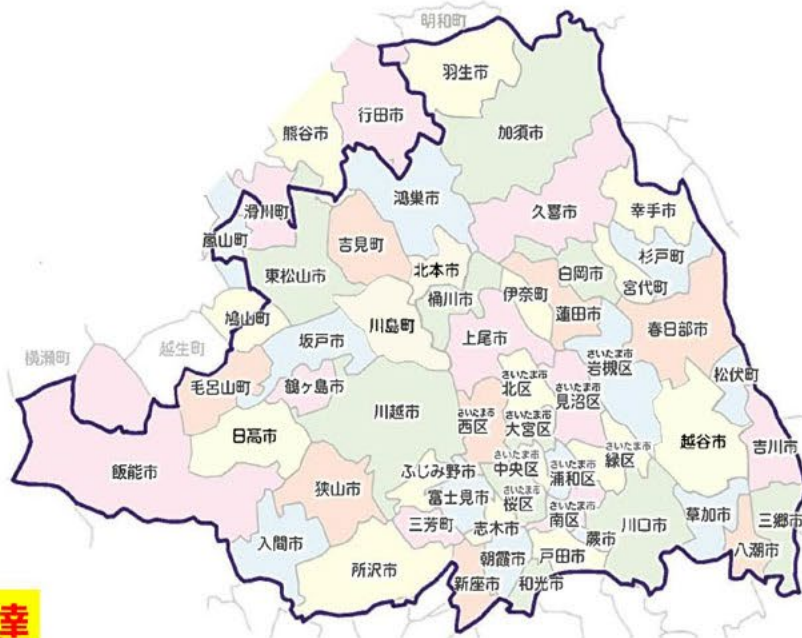 明和町
羽生市
行田市
熊谷市
加須市
鴻巣市
滑川町
久喜市
幸手市
嵐山町
吉見町
杉戸町
東松山市
北本市
白岡市
宮代町
桶川市
伊奈町
蓮田市
鳩山町
川島町
春日部市
坂戸市
上尾市
越生町
横瀬町
さいたま市
岩槻区
松伏町
毛呂山町
鶴ヶ島市
さいたま市
北区
さいたま市
見沼区
川越市
さいたま市
西区
さいたま市
大宮区
日高市
越谷市
吉川市
さいたま市
緑区
飯能市
ふじみ野市
さいたま市
中央区
さいたま市
浦和区
狭山市
富士見市
さいたま市
桜区
さいたま市
南区
三芳町
志木市
川口市
草加市
三郷市
蕨市
入間市
朝霞市
戸田市
八潮市
所沢市
新座市
和光市
幸